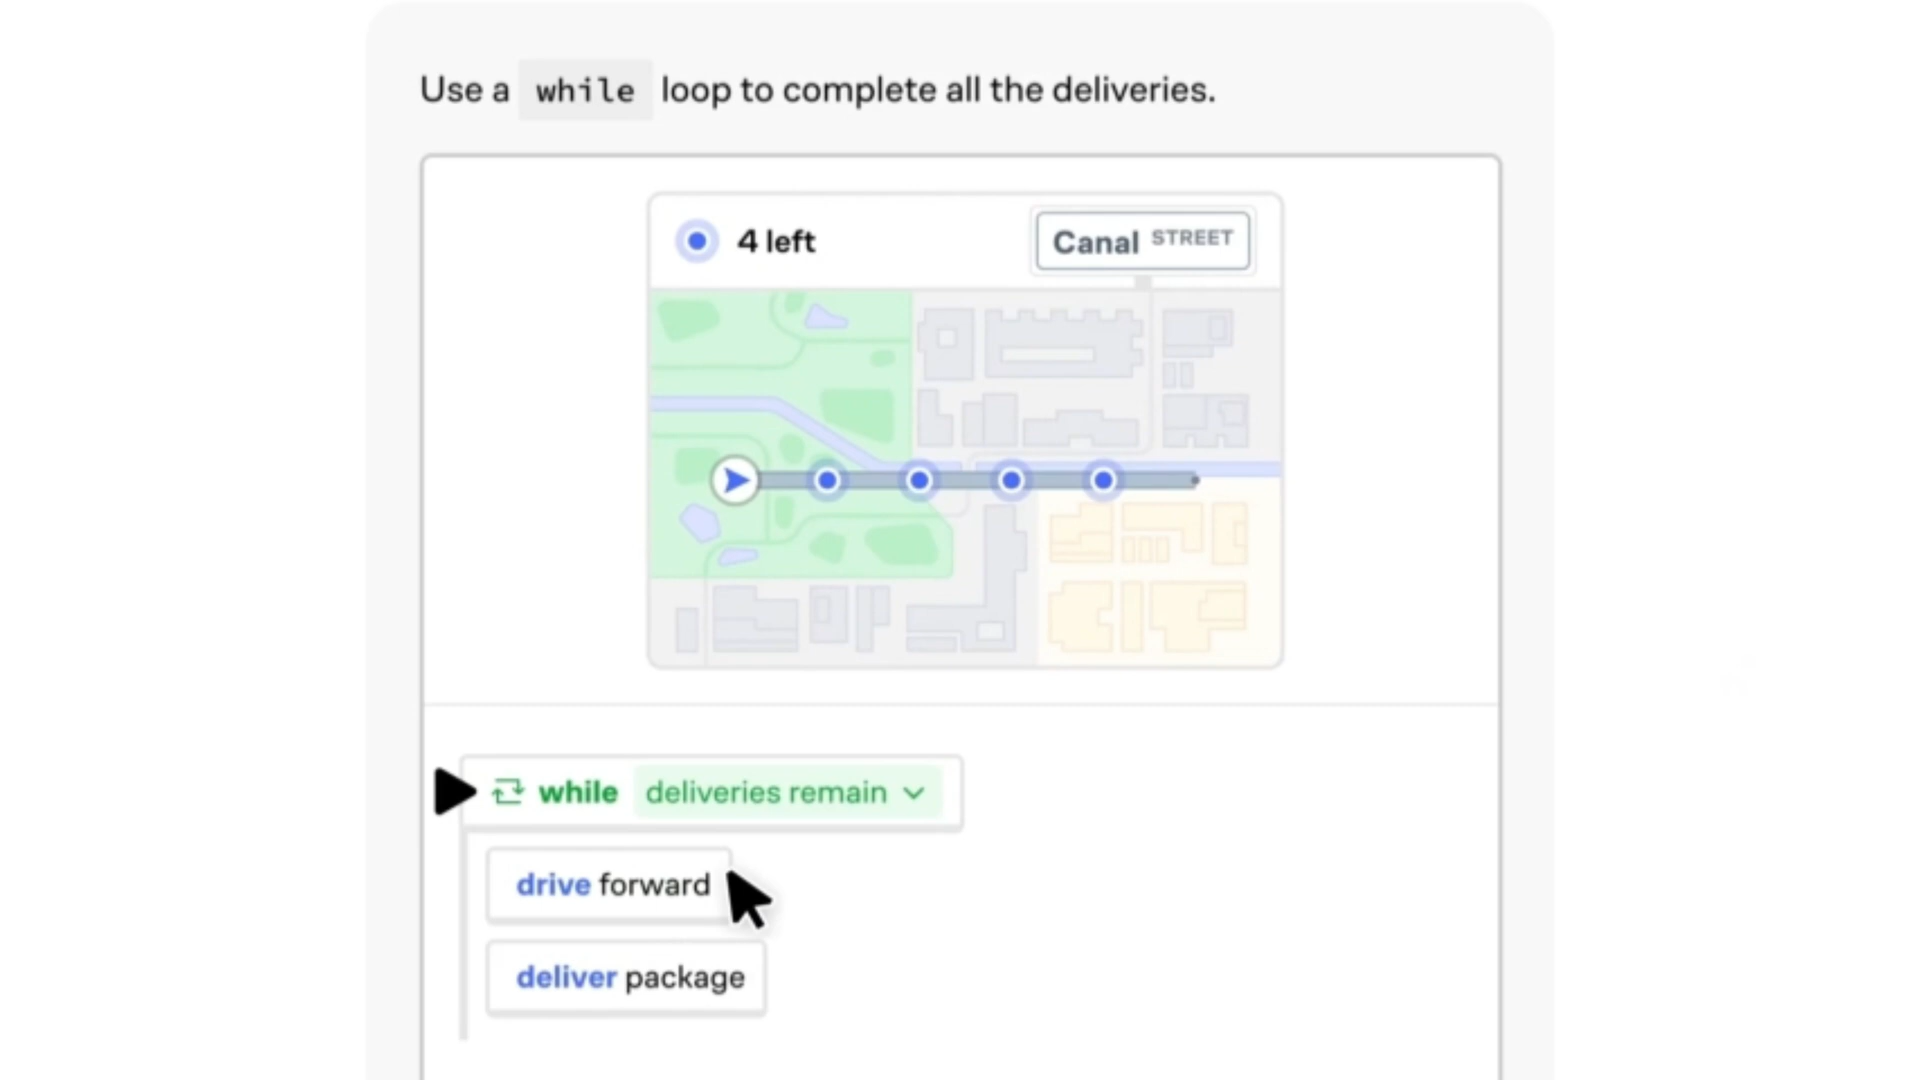 Use a while loop to complete all the deliveries.
4 left
Canal STREET
while deliveries remain
drive forward
deliver package